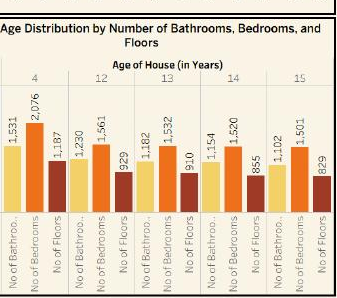 Age Distribution by Number of Bathrooms, Bedrooms, and
Floors
Age of House (in Years)
4 12 13 14 15
1,531 2,076 1,187 1,230 1,561 929 1,182 1,532 910 1,154 1,520 855 1,102 1,501 829
No of Bathroo.. No of Bedrooms No of Floors No of Bathroo.. No of Bedrooms No of Floors No of Bathroo.. No of Bedrooms No of Floors No of Bathroo.. No of Bedrooms No of Floors No of Bathroo.. No of Bedrooms No of Floors